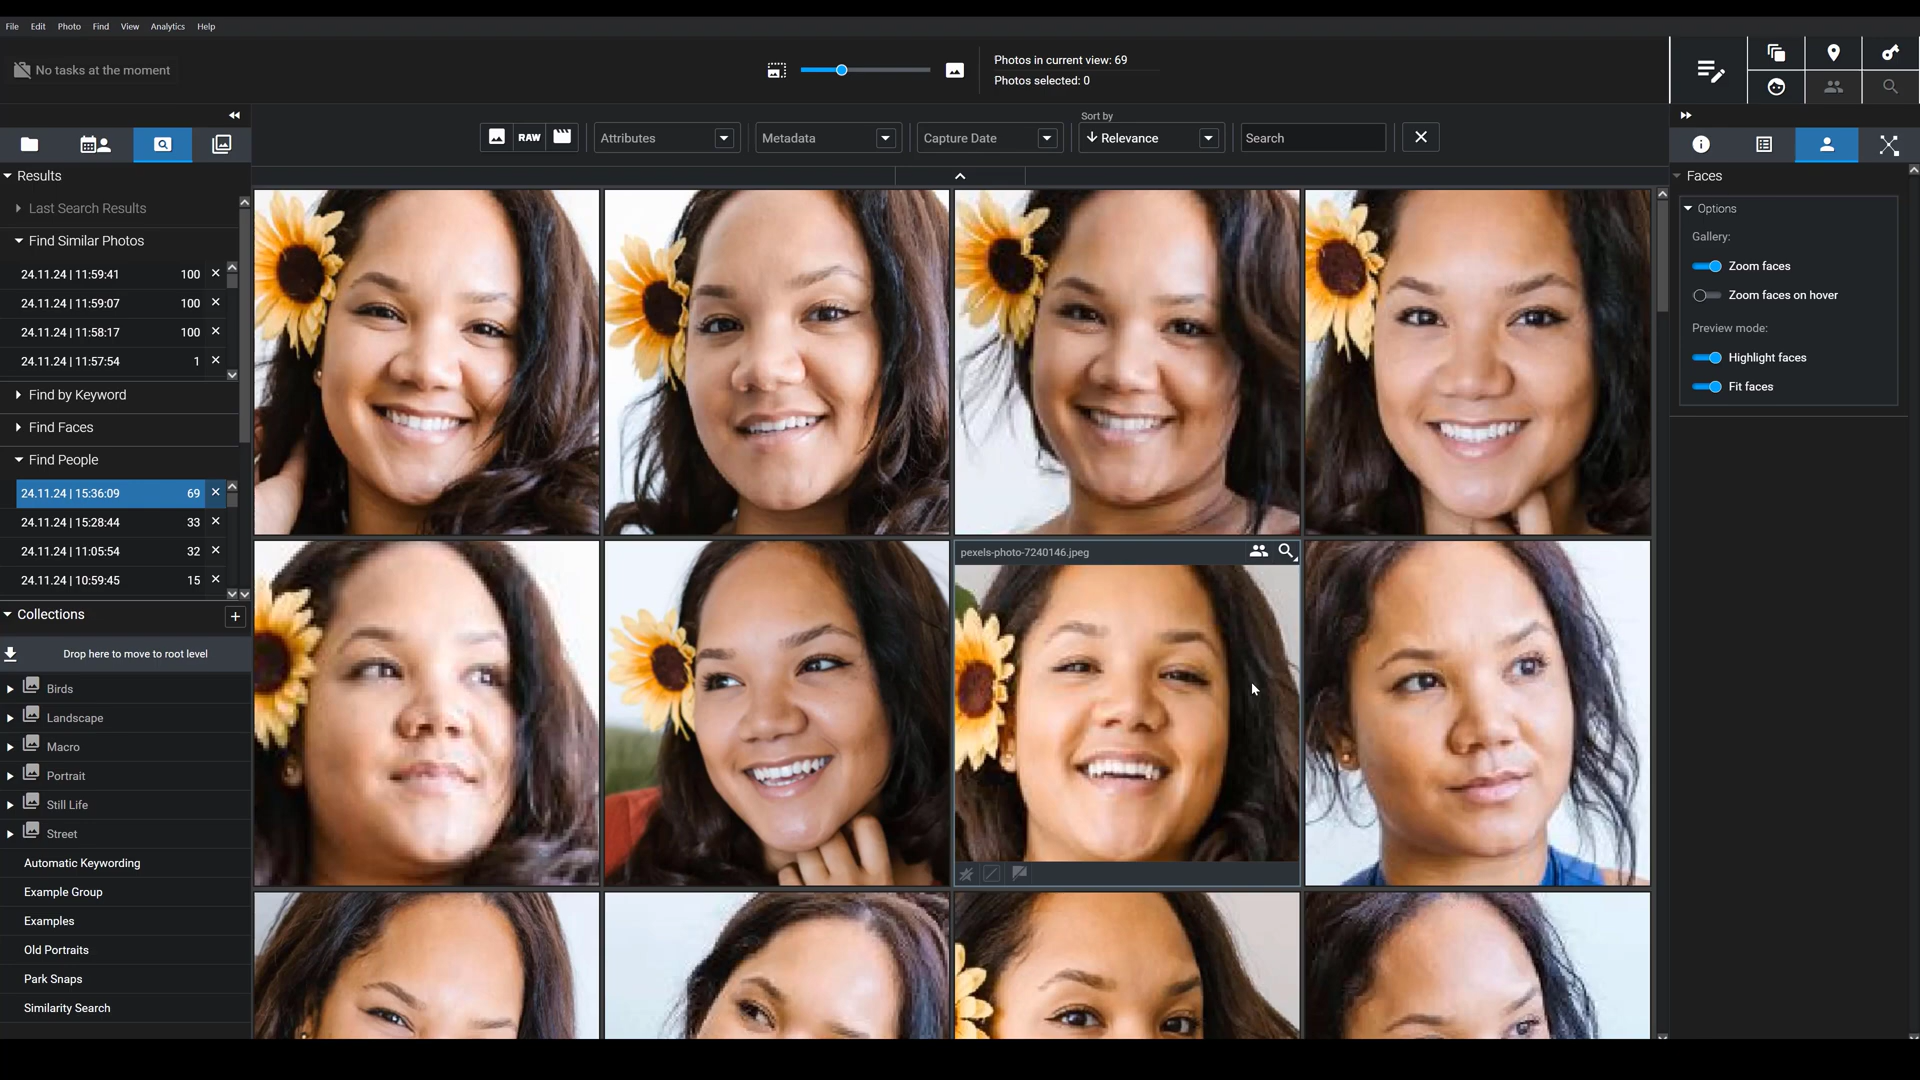 File Edit Photo Find View Analytics Help
No tasks at the moment
Photos in current view: 69
Photos selected: 0
RAW
Attributes
Metadata
Capture Date
Sort by
Relevance
Search
Results
Last Search Results
Find Similar Photos
24.11.24 | 11:59:41 100
24.11.24 | 11:59:07 100
24.11.24 | 11:58:17 100
24.11.24 | 11:57:54 1
Find by Keyword
Find Faces
Find People
24.11.24 | 15:36:09 69
24.11.24 | 15:28:44 33
24.11.24 | 11:05:54 32
24.11.24 | 10:59:45 15
Collections
Drop here to move to root level
Birds
Landscape
Macro
Portrait
Still Life
Street
Automatic Keywording
Example Group
Examples
Old Portraits
Park Snaps
Similarity Search
pexels-photo-7240146.jpeg
Faces
Options
Gallery:
Zoom faces
Zoom faces on hover
Preview mode:
Highlight faces
Fit faces